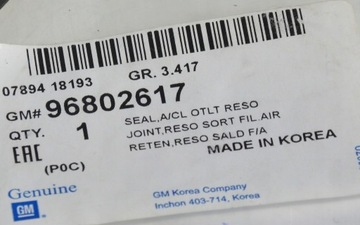 07894 18193 GR. 3.417
GM# 96802617
QTY. 1 SEAL,A/CL OTLT RESO
JOINT,RESO SORT FIL.AIR
EAC RETEN,RESO SALD F/A
(P0C) MADE IN KOREA
Genuine GM Korea Company
GM Inchon 403-714, Korea